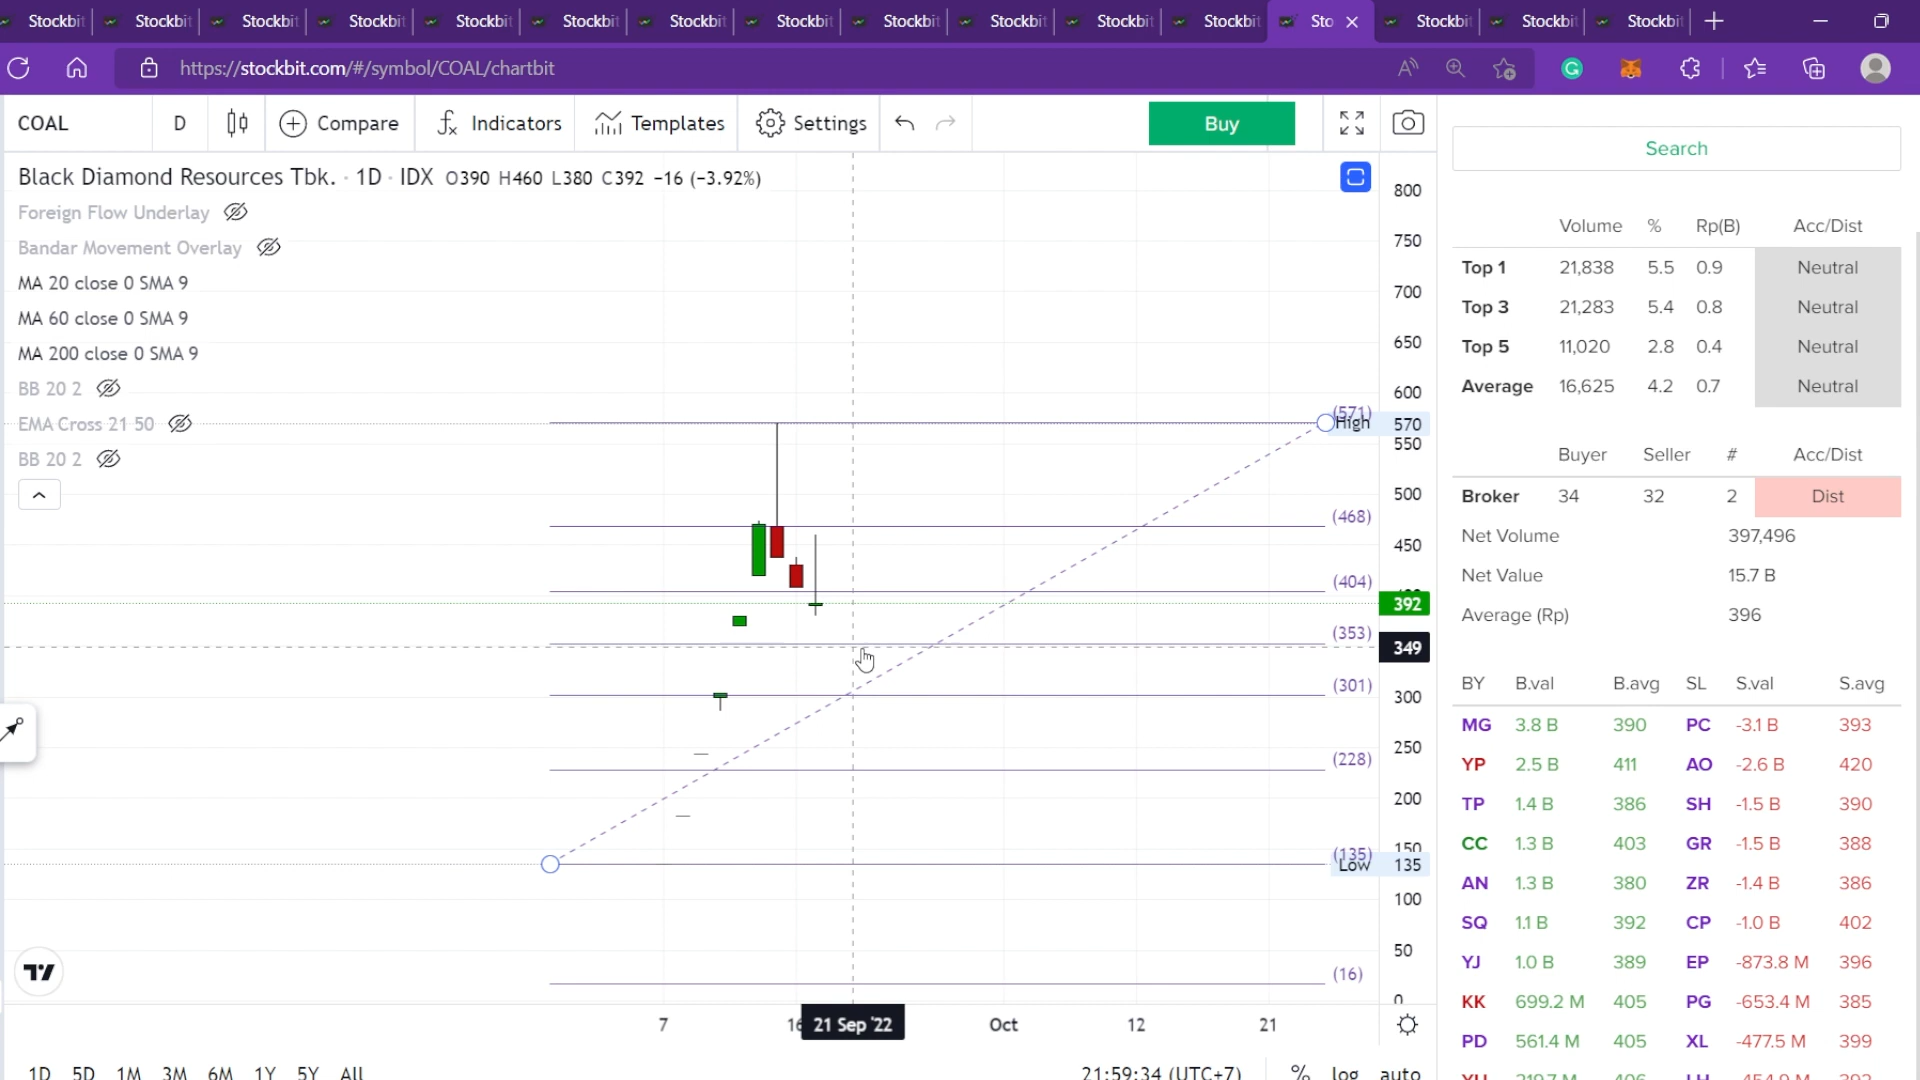 Stockbit Stockbit Stockbit Stockbit Stockbit Stockbit Stockbit Stockbit Stockbit Stockbit Stockbit Stockbit Sto Stockbit Stockbit Stockbit
https://stockbit.com/#/symbol/COAL/chartbit
COAL D Compare Indicators Templates Settings Buy
Black Diamond Resources Tbk. · 1D · IDX O390 H460 L380 C392 −16 (−3.92%)
Foreign Flow Underlay
Bandar Movement Overlay
MA 20 close 0 SMA 9
MA 60 close 0 SMA 9
MA 200 close 0 SMA 9
BB 20 2
EMA Cross 21 50
BB 20 2
(571)
High
(468)
(404)
(353)
(301)
(228)
(135)
Low
(16)
800
750
700
650
600
570
550
500
450
392
349
300
250
200
150
135
100
50
0
7 16 21 Sep '22 Oct 12 21
1D 5D 1M 3M 6M 1Y 5Y All 21:59:34 (UTC+7) % log auto
Search
Volume % Rp(B) Acc/Dist
Top 1 21,838 5.5 0.9 Neutral
Top 3 21,283 5.4 0.8 Neutral
Top 5 11,020 2.8 0.4 Neutral
Average 16,625 4.2 0.7 Neutral
Buyer Seller # Acc/Dist
Broker 34 32 2 Dist
Net Volume 397,496
Net Value 15.7 B
Average (Rp) 396
BY B.val B.avg SL S.val S.avg
MG 3.8 B 390 PC -3.1 B 393
YP 2.5 B 411 AO -2.6 B 420
TP 1.4 B 386 SH -1.5 B 390
CC 1.3 B 403 GR -1.5 B 388
AN 1.3 B 380 ZR -1.4 B 386
SQ 1.1 B 392 CP -1.0 B 402
YJ 1.0 B 389 EP -873.8 M 396
KK 699.2 M 405 PG -653.4 M 385
PD 561.4 M 405 XL -477.5 M 399